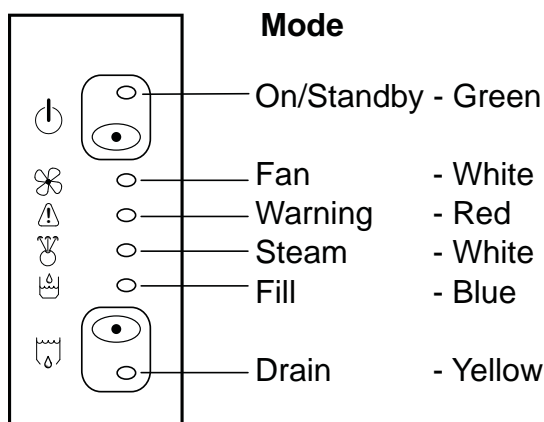 Mode
On/Standby - Green
Fan - White
Warning - Red
Steam - White
Fill - Blue
Drain - Yellow